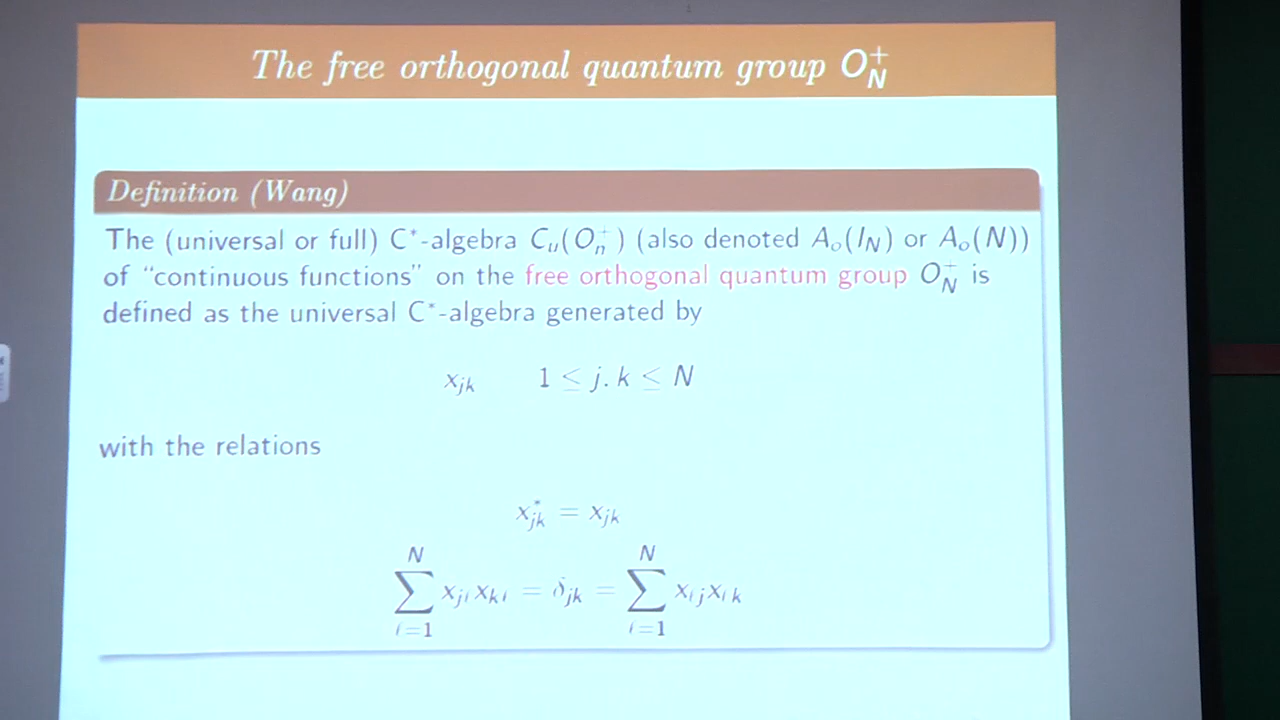 The free orthogonal quantum group O_N^+
Definition (Wang)
The (universal or full) C*-algebra C_u(O_n^+) (also denoted A_o(I_N) or A_o(N))
of “continuous functions” on the free orthogonal quantum group O_N^+ is
defined as the universal C*-algebra generated by
x_{jk} 1 ≤ j, k ≤ N
with the relations
x_{jk}^* = x_{jk}
∑_{i=1}^{N} x_{ji} x_{ki} = δ_{jk} = ∑_{i=1}^{N} x_{ij} x_{ik}